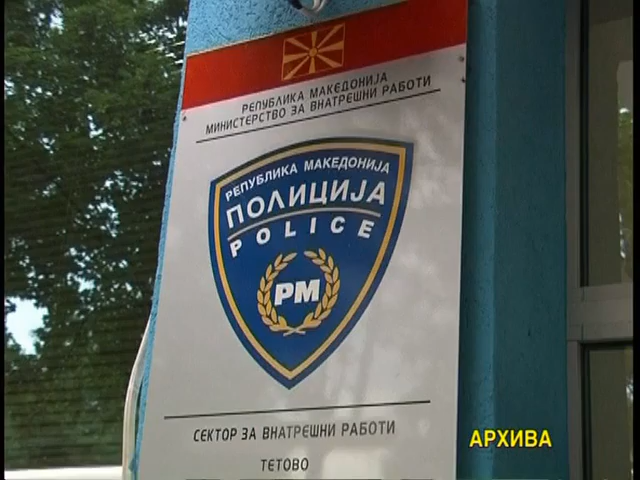 РЕПУБЛИКА МАКЕДОНИЈА
МИНИСТЕРСТВО ЗА ВНАТРЕШНИ РАБОТИ
РЕПУБЛИКА МАКЕДОНИЈА
ПОЛИЦИЈА
POLICE
РМ
СЕКТОР ЗА ВНАТРЕШНИ РАБОТИ
ТЕТОВО
АРХИВА